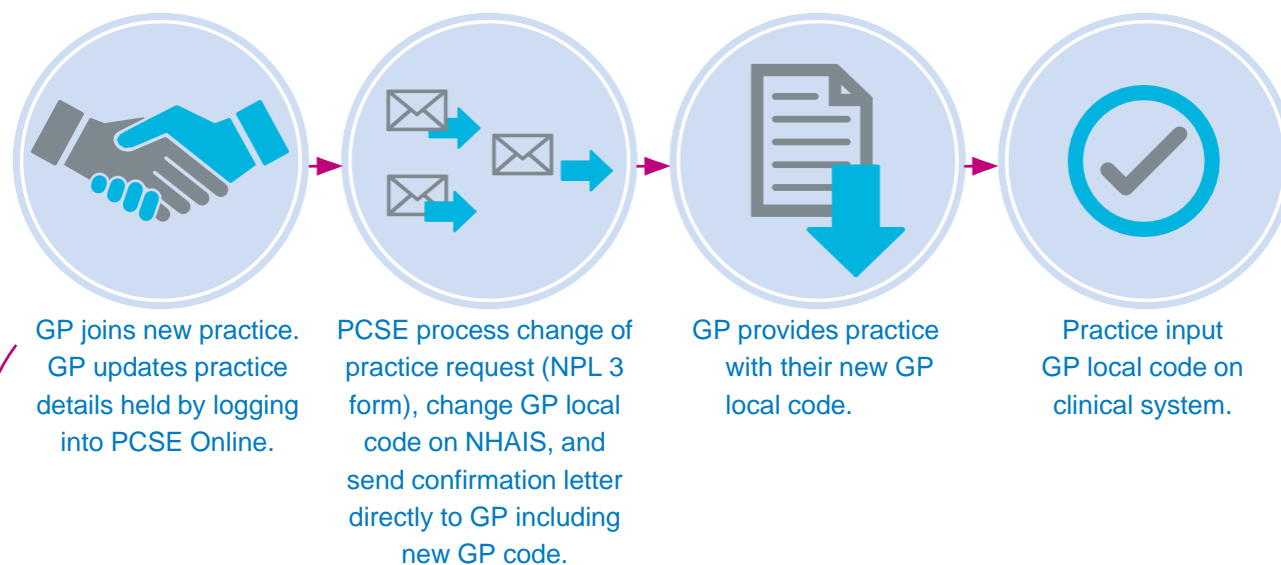 GP joins new practice.
GP updates practice
details held by logging
into PCSE Online.
PCSE process change of
practice request (NPL 3
form), change GP local
code on NHAIS, and
send confirmation letter
directly to GP including
new GP code.
GP provides practice
with their new GP
local code.
Practice input
GP local code on
clinical system.